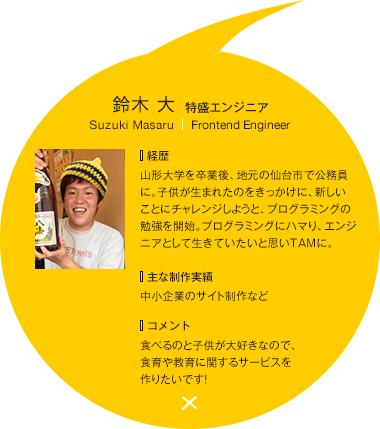 鈴木 大 特盛エンジニア
Suzuki Masaru | Frontend Engineer
経歴
山形大学を卒業後、地元の仙台市で公務員
に。子供が生まれたのをきっかけに、新しい
ことにチャレンジしようと、プログラミングの
勉強を開始。プログラミングにハマり、エンジ
ニアとして生きていたいと思いTAMに。
主な制作実績
中小企業のサイト制作など
コメント
食べるのと子供が大好きなので、
食育や教育に関するサービスを
作りたいです!